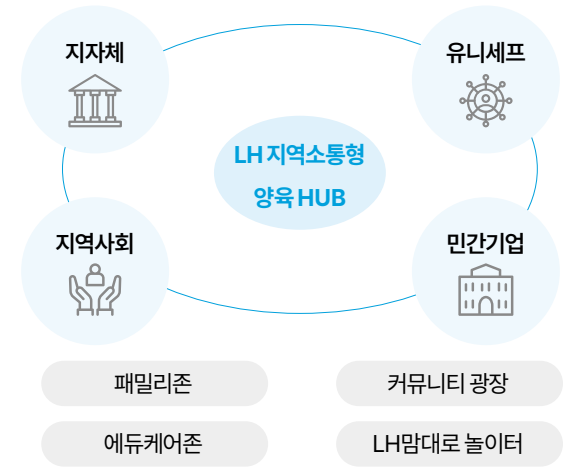 지자체
유니세프
LH 지역소통형
양육 HUB
지역사회
민간기업
패밀리존
커뮤니티 광장
에듀케어존
LH맘대로 놀이터